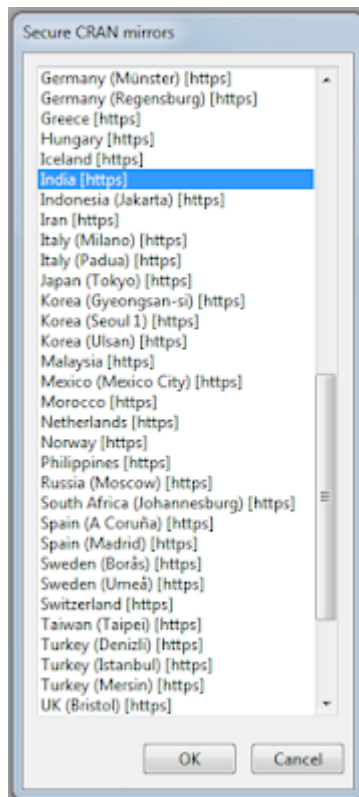 Secure CRAN mirrors
Germany (Münster) [https]
Germany (Regensburg) [https]
Greece [https]
Hungary [https]
Iceland [https]
India [https]
Indonesia (Jakarta) [https]
Iran [https]
Italy (Milano) [https]
Italy (Padua) [https]
Japan (Tokyo) [https]
Korea (Gyeongsan-si) [https]
Korea (Seoul 1) [https]
Korea (Ulsan) [https]
Malaysia [https]
Mexico (Mexico City) [https]
Morocco [https]
Netherlands [https]
Norway [https]
Philippines [https]
Russia (Moscow) [https]
South Africa (Johannesburg) [https]
Spain (A Coruña) [https]
Spain (Madrid) [https]
Sweden (Borås) [https]
Sweden (Umeå) [https]
Switzerland [https]
Taiwan (Taipei) [https]
Turkey (Denizli) [https]
Turkey (Istanbul) [https]
Turkey (Mersin) [https]
UK (Bristol) [https]
OK
Cancel